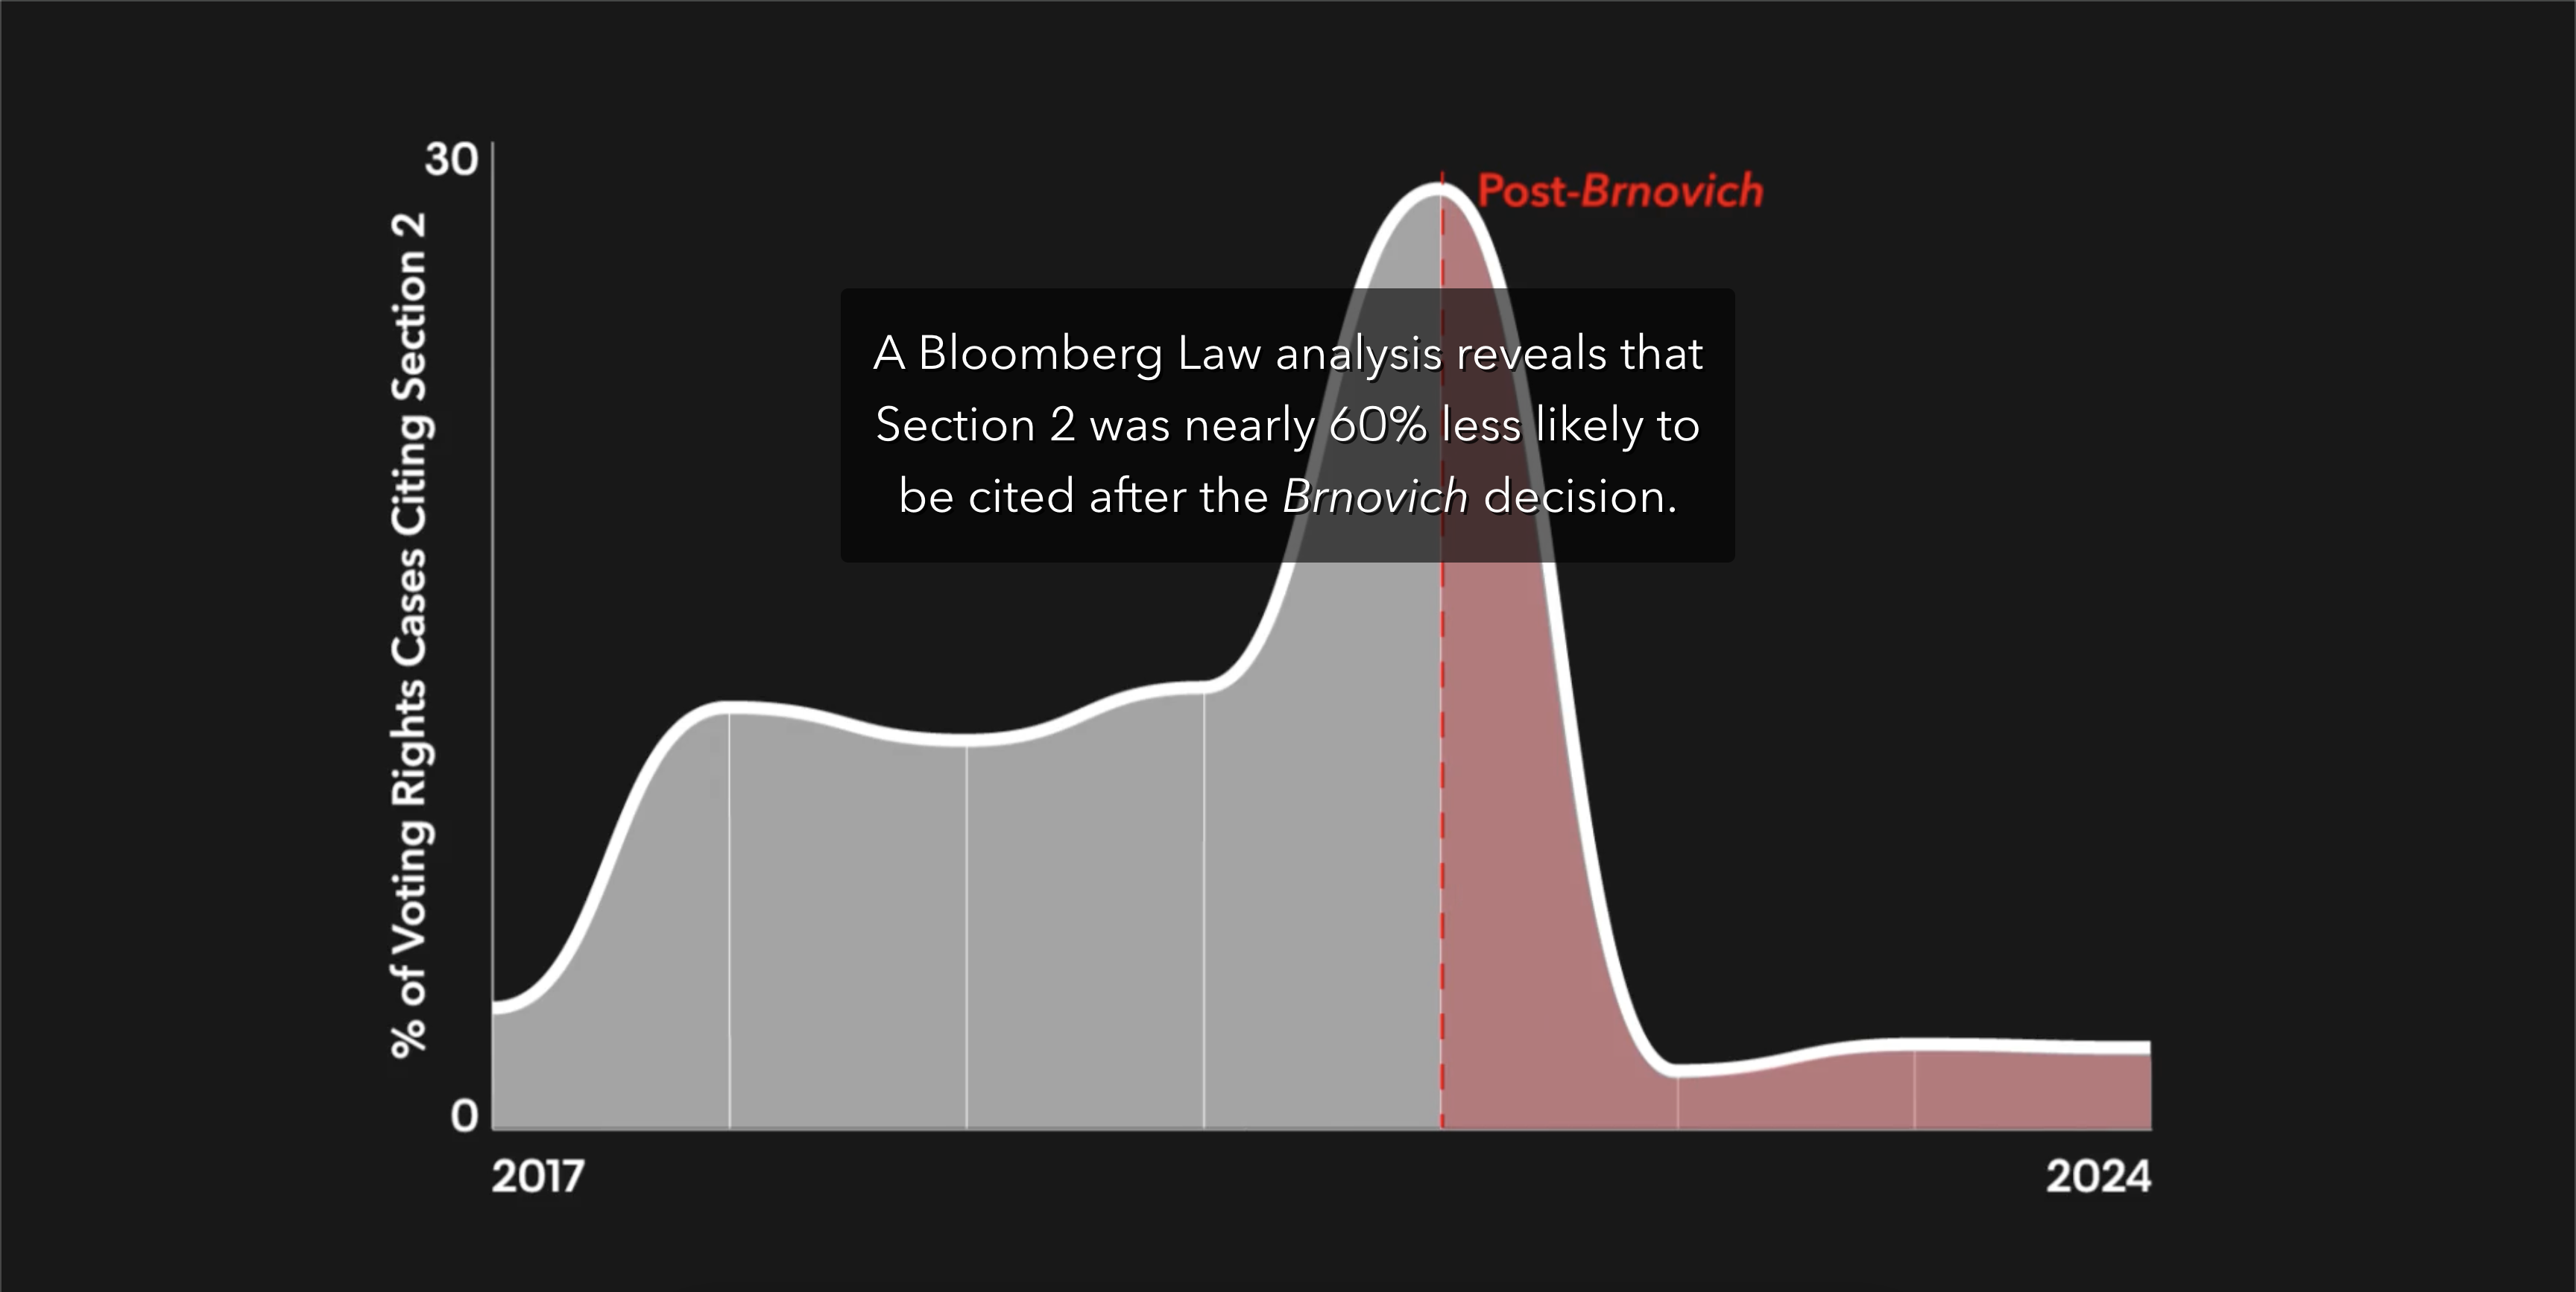 30
% of Voting Rights Cases Citing Section 2
Post-Brnovich
A Bloomberg Law analysis reveals that
Section 2 was nearly 60% less likely to
be cited after the Brnovich decision.
0
2017
2024